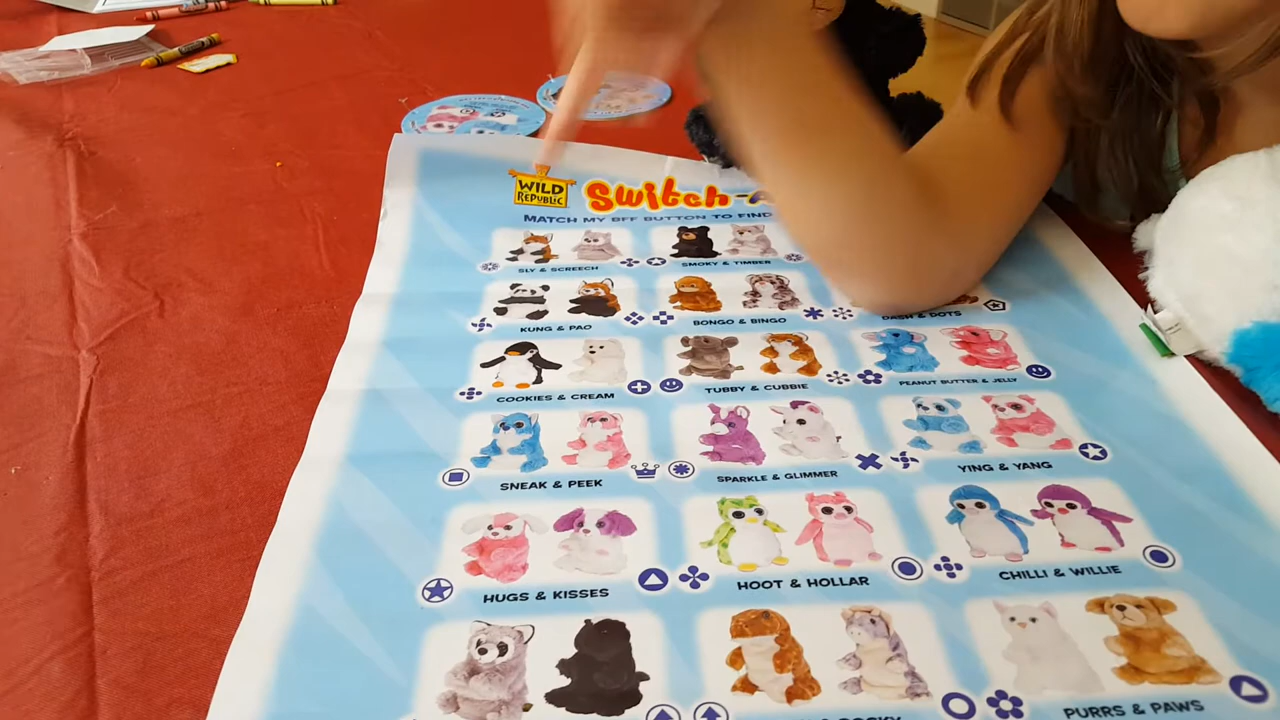 WILD
REPUBLIC
Switch-A
MATCH MY BFF BUTTON TO FIND
SLY & SCREECH
SMOKY & TIMBER
KUNG & PAO
BONGO & BINGO
DASH & DOTS
COOKIES & CREAM
TUBBY & CUBBIE
PEANUT BUTTER & JELLY
SNEAK & PEEK
SPARKLE & GLIMMER
YING & YANG
HUGS & KISSES
HOOT & HOLLAR
CHILLI & WILLIE
PURRS & PAWS